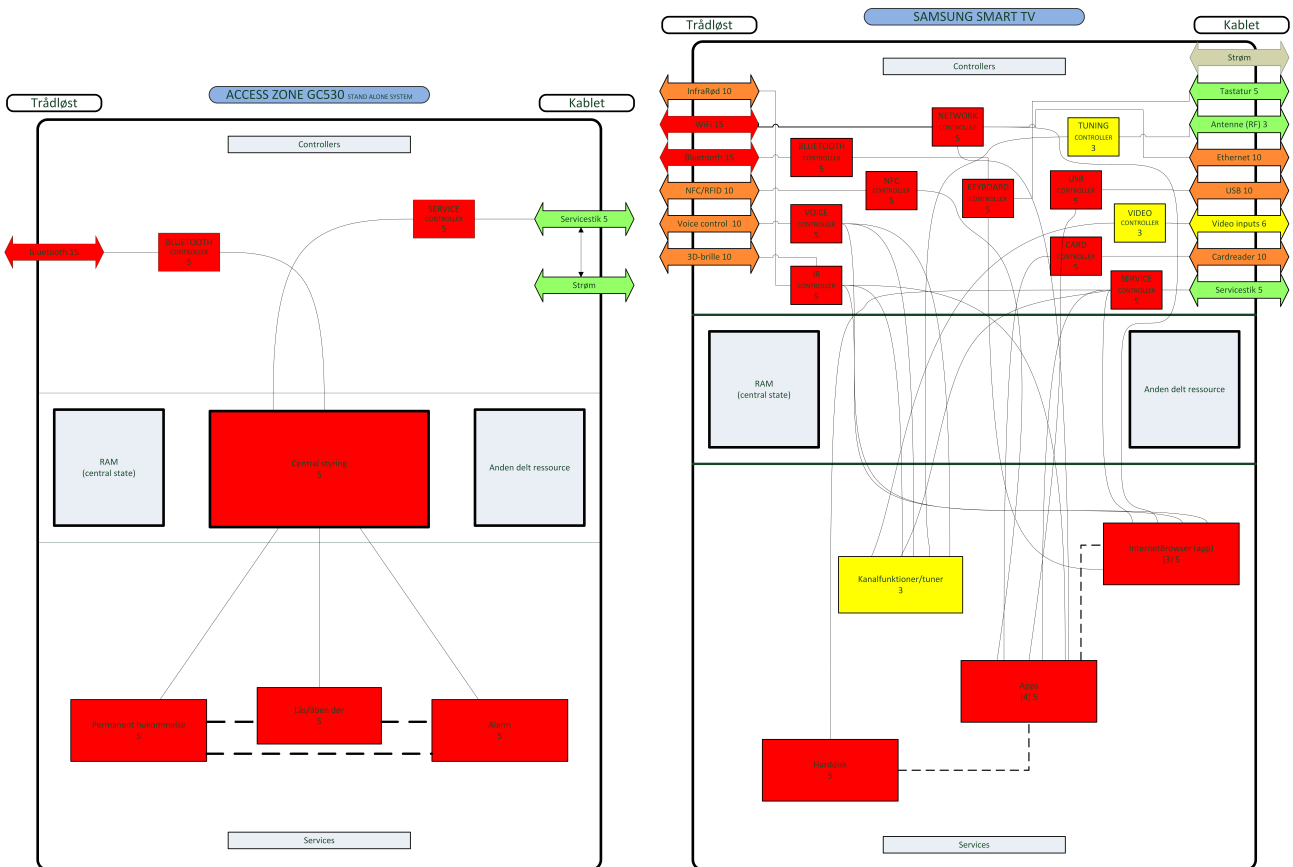 ACCESS ZONE GC530 STAND ALONE SYSTEM
Trådløst
Kablet
Controllers
SERVICE
CONTROLLER
5
Servicestik 5
Bluetooth 15
BLUETOOTH
CONTROLLER
5
Strøm
RAM
(central state)
Central styring
5
Anden delt ressource
Permanent hukommelse
5
Lås/åben dør
5
Alarm
5
Services
SAMSUNG SMART TV
Trådløst
Kablet
Controllers
Strøm
InfraRød 10
Tastatur 5
WiFi 15
NETWORK
CONTROLLER
5
TUNING
CONTROLLER
3
Antenne (RF) 3
Bluetooth 15
BLUETOOTH
CONTROLLER
5
Ethernet 10
NFC/RFID 10
NFC
CONTROLLER
5
KEYBOARD
CONTROLLER
5
USB
CONTROLLER
5
USB 10
Voice control 10
VOICE
CONTROLLER
5
VIDEO
CONTROLLER
3
Video inputs 6
3D-brille 10
CARD
CONTROLLER
5
Cardreader 10
IR
CONTROLLER
5
SERVICE
CONTROLLER
5
Servicestik 5
RAM
(central state)
Anden delt ressource
Internetbrowser (app)
(3) 5
Kanalfunktioner/tuner
3
Apps
(4) 5
Harddisk
5
Services